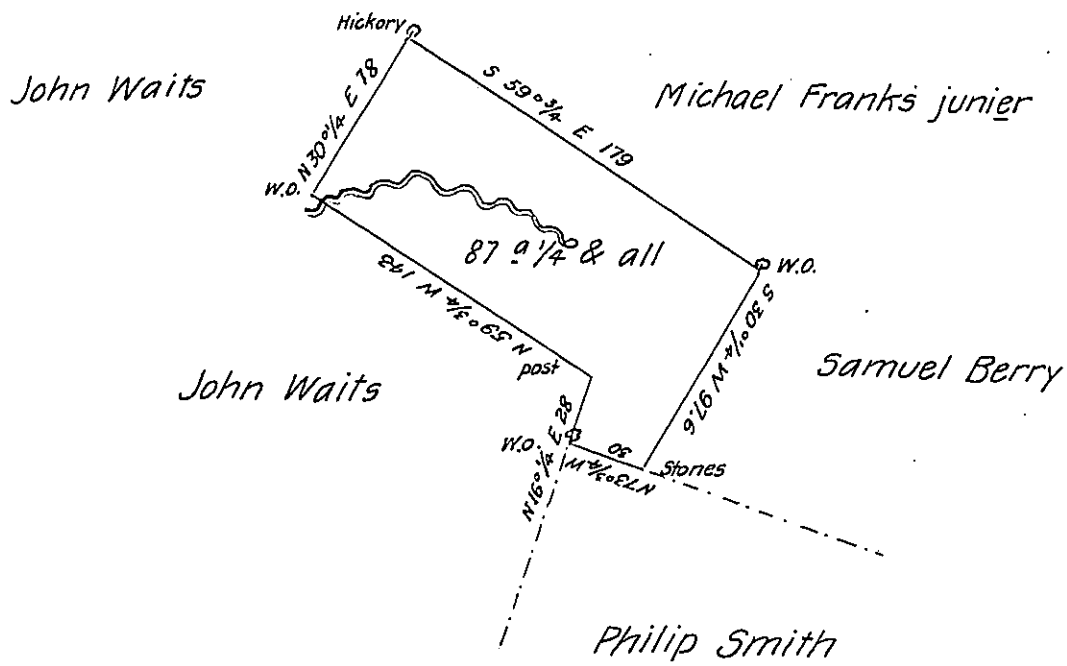 Hickory
John Waits
S 59°3/4 E 179
Michael Franks junier
N 30°1/4 E 78
W.O.
87 a 1/4 & all
W.O.
N 59°3/4 W 143
S 30°1/4 W 97.6
post
Samuel Berry
John Waits
N16°1/4 E 28
W.O.
N73°3/4 W 30
Stones
Philip Smith